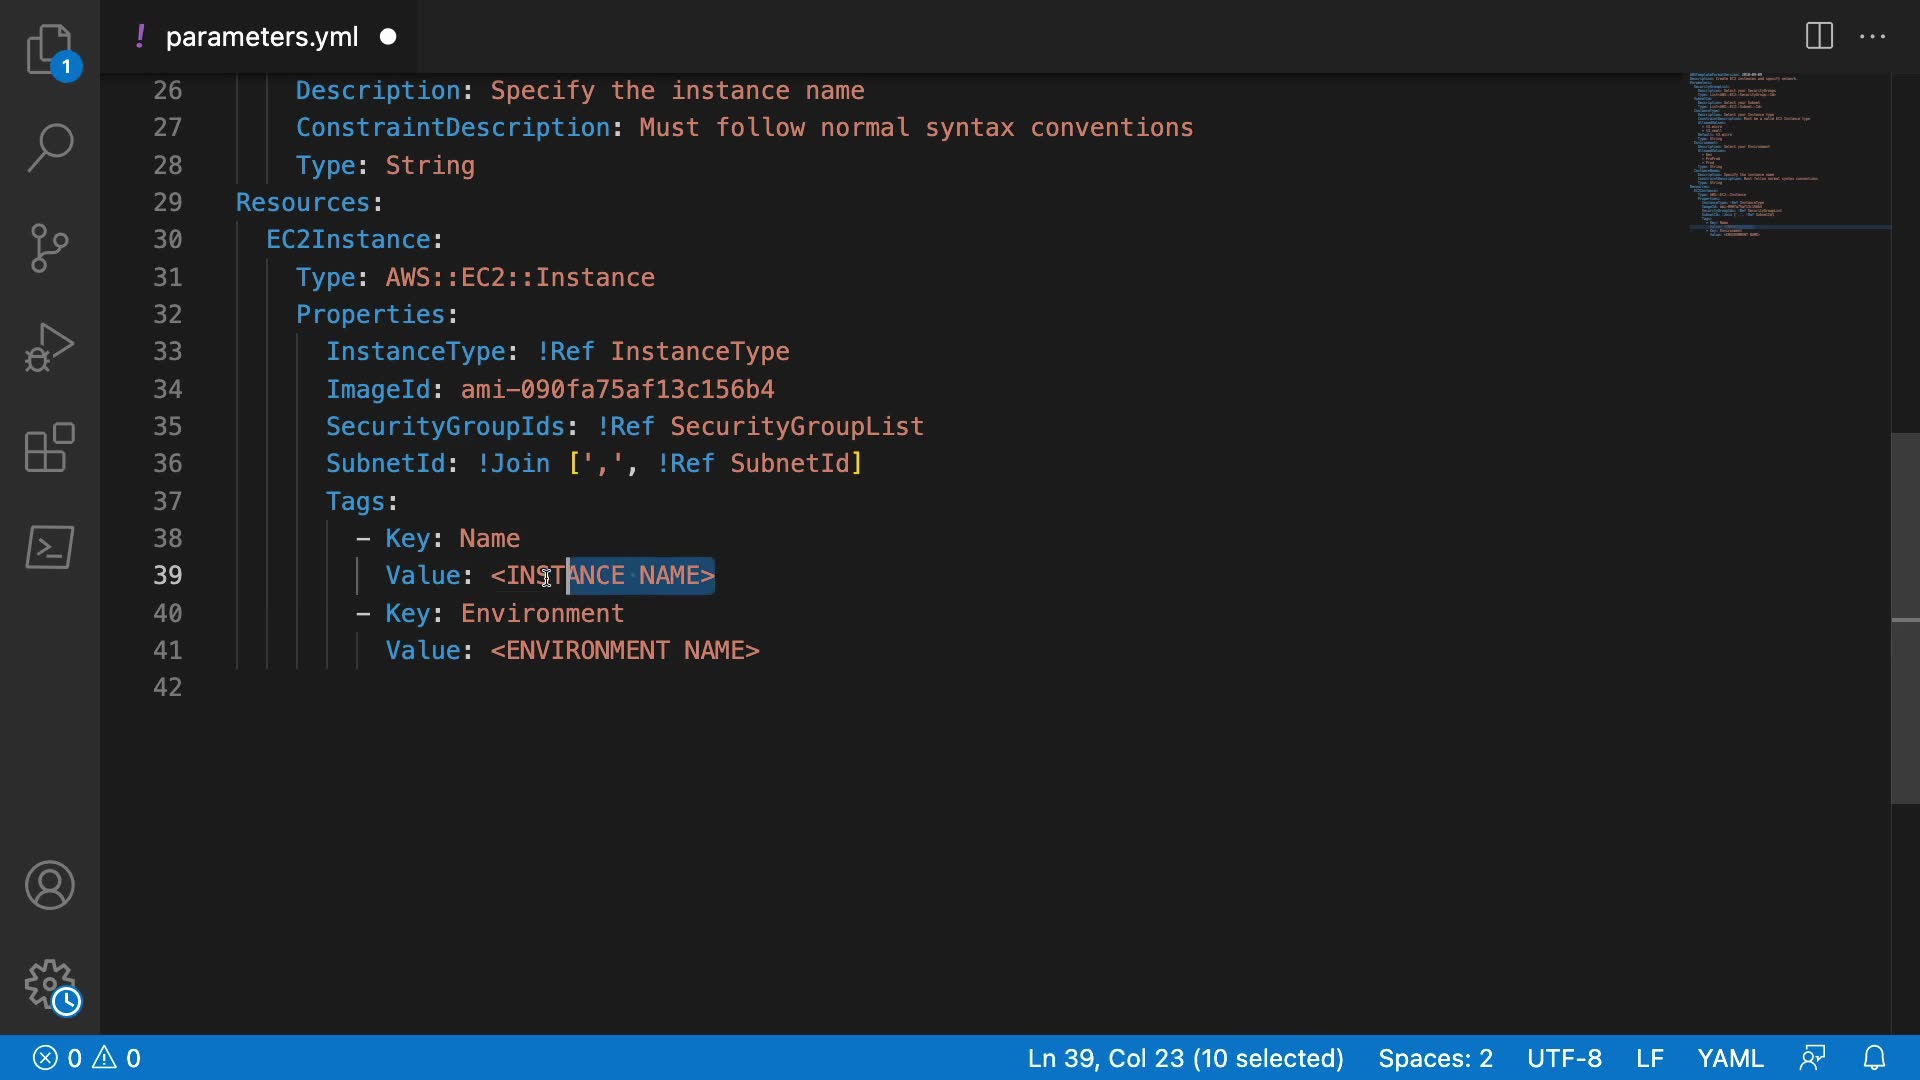 1
! parameters.yml
26 Description: Specify the instance name
27 ConstraintDescription: Must follow normal syntax conventions
28 Type: String
29 Resources:
30 EC2Instance:
31 Type: AWS::EC2::Instance
32 Properties:
33 InstanceType: !Ref InstanceType
34 ImageId: ami-090fa75af13c156b4
35 SecurityGroupIds: !Ref SecurityGroupList
36 SubnetId: !Join [',', !Ref SubnetId]
37 Tags:
38 - Key: Name
39 Value: <INSTANCE NAME>
40 - Key: Environment
41 Value: <ENVIRONMENT NAME>
42
0 0 Ln 39, Col 23 (10 selected) Spaces: 2 UTF-8 LF YAML